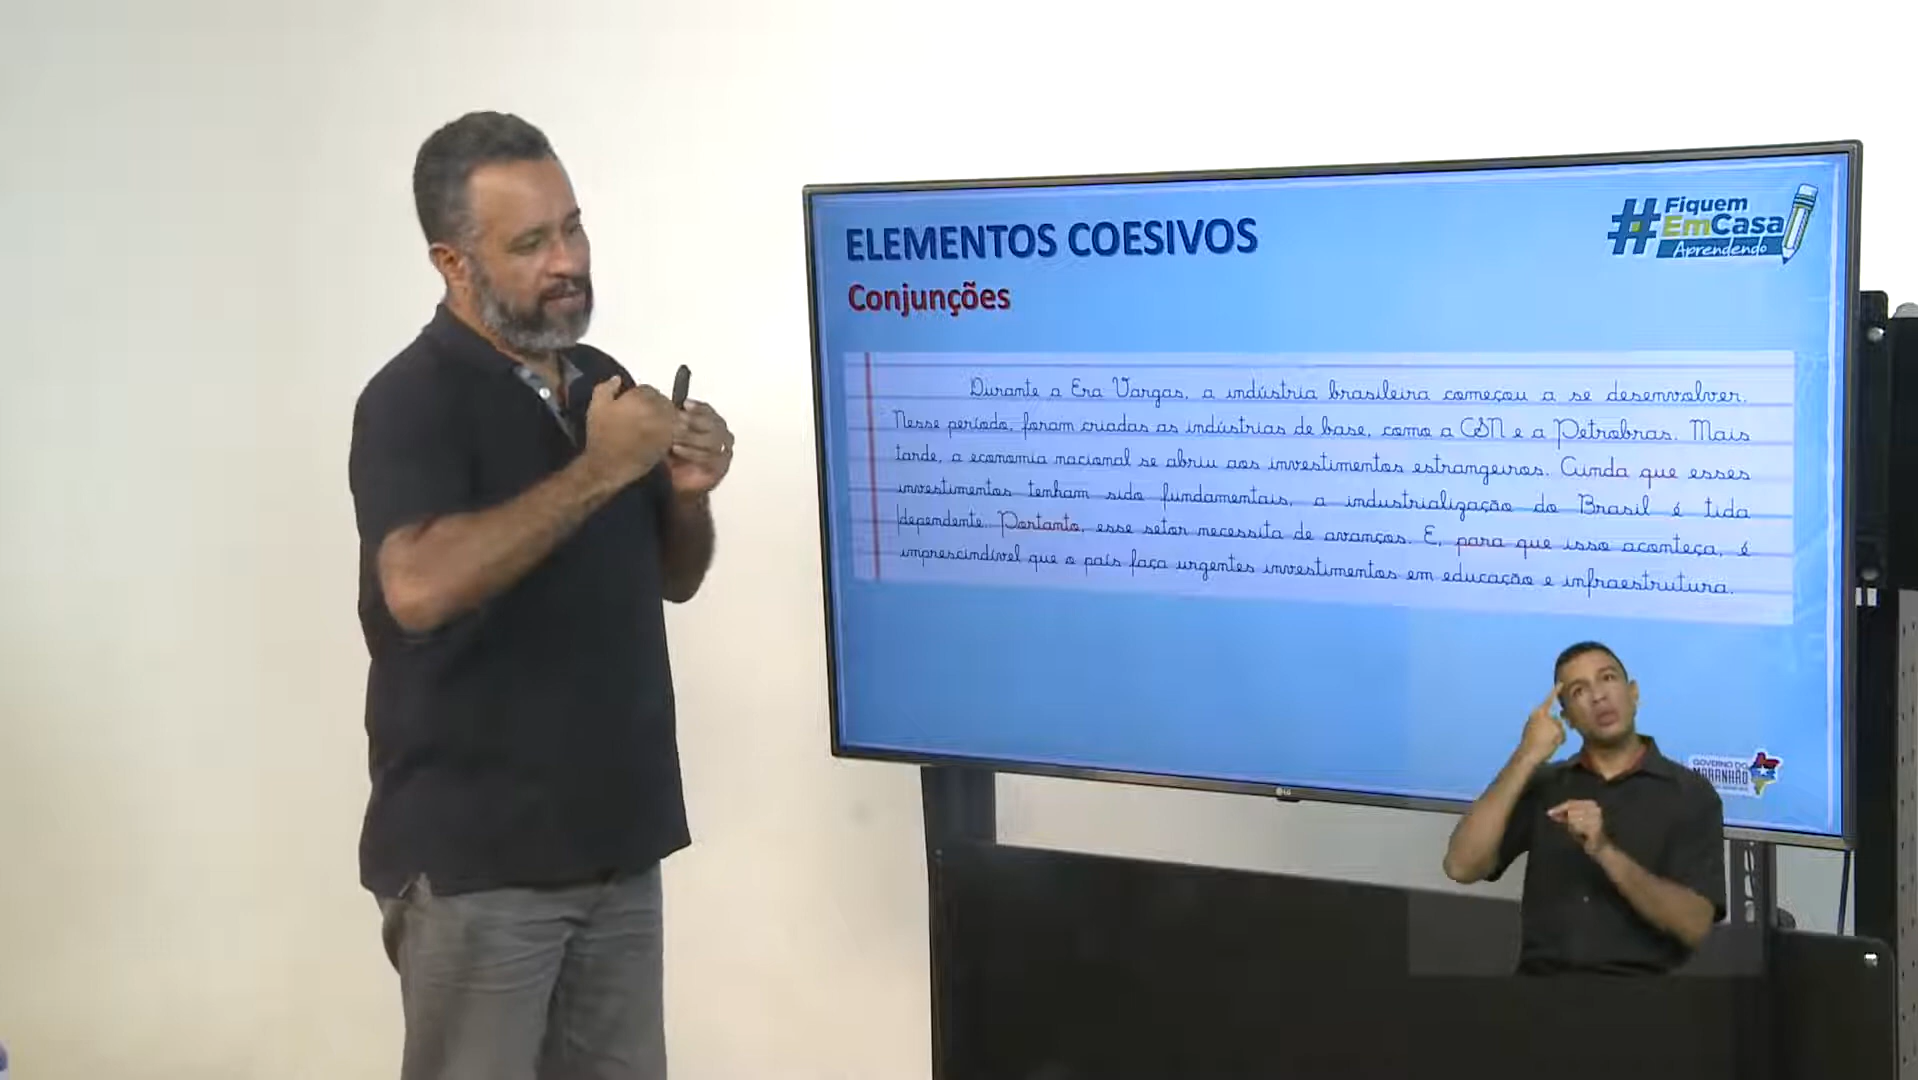 ELEMENTOS COESIVOS
Conjunções
#Fiquem
EmCasa
Aprendendo
Durante a Era Vargas, a indústria brasileira começou a se desenvolver.
Nesse período, foram criadas as indústrias de base, como a CSN e a Petrobras. Mais
tarde, a economia nacional se abriu aos investimentos estrangeiros. Ainda que esses
investimentos tenham sido fundamentais, a industrialização do Brasil é tida
dependente. Portanto, esse setor necessita de avanços. E, para que isso aconteça, é
imprescindível que o país faça urgentes investimentos em educação e infraestrutura.
GOVERNO DO
MARANHÃO
LG